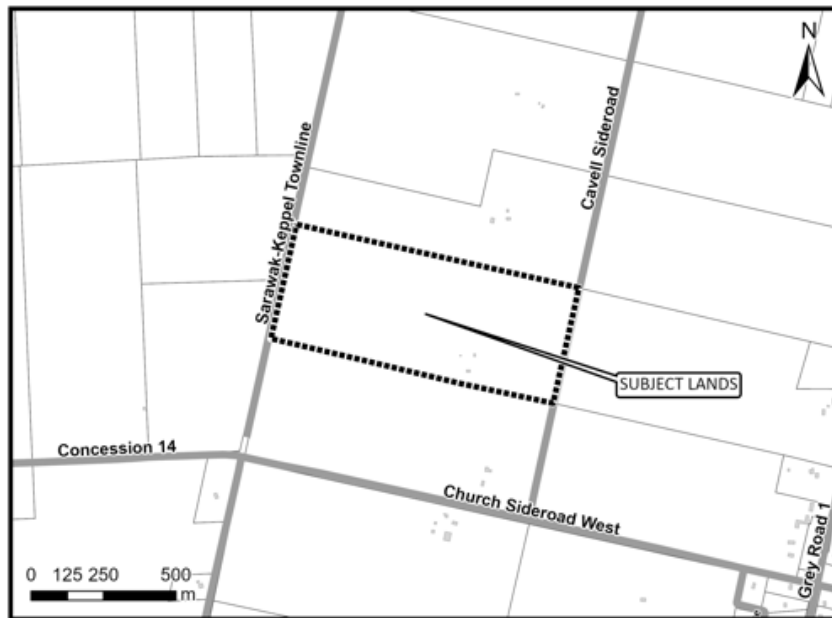 N
Sarawak-Keppel Townline
Cavell Sideroad
SUBJECT LANDS
Concession 14
Church Sideroad West
Grey Road 1
0 125 250 500
m